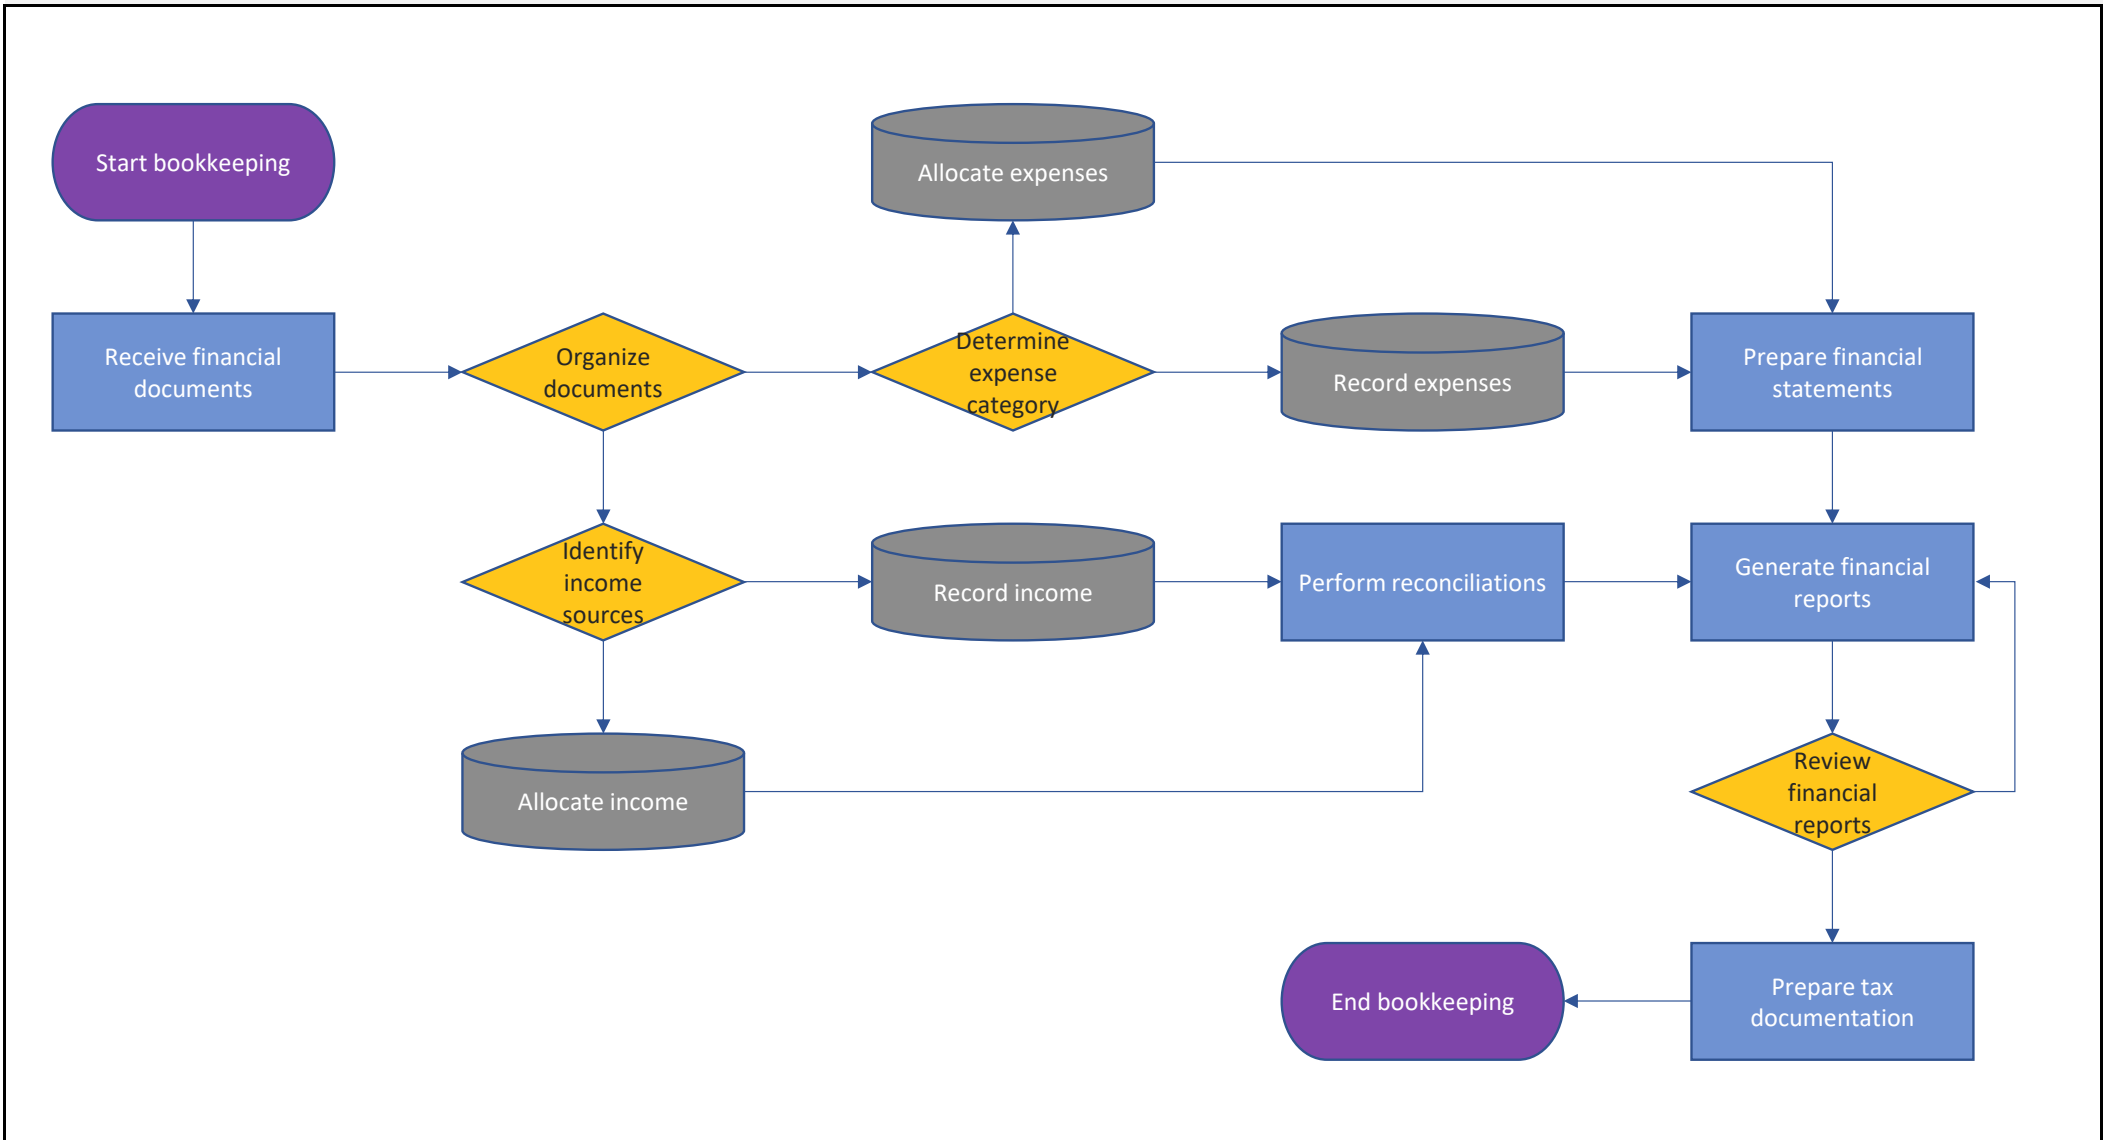 Start bookkeeping
Allocate expenses
Receive financial
documents
Organize
documents
Determine
expense
category
Record expenses
Prepare financial
statements
Identify
income
sources
Record income
Perform reconciliations
Generate financial
reports
Allocate income
Review
financial
reports
End bookkeeping
Prepare tax
documentation